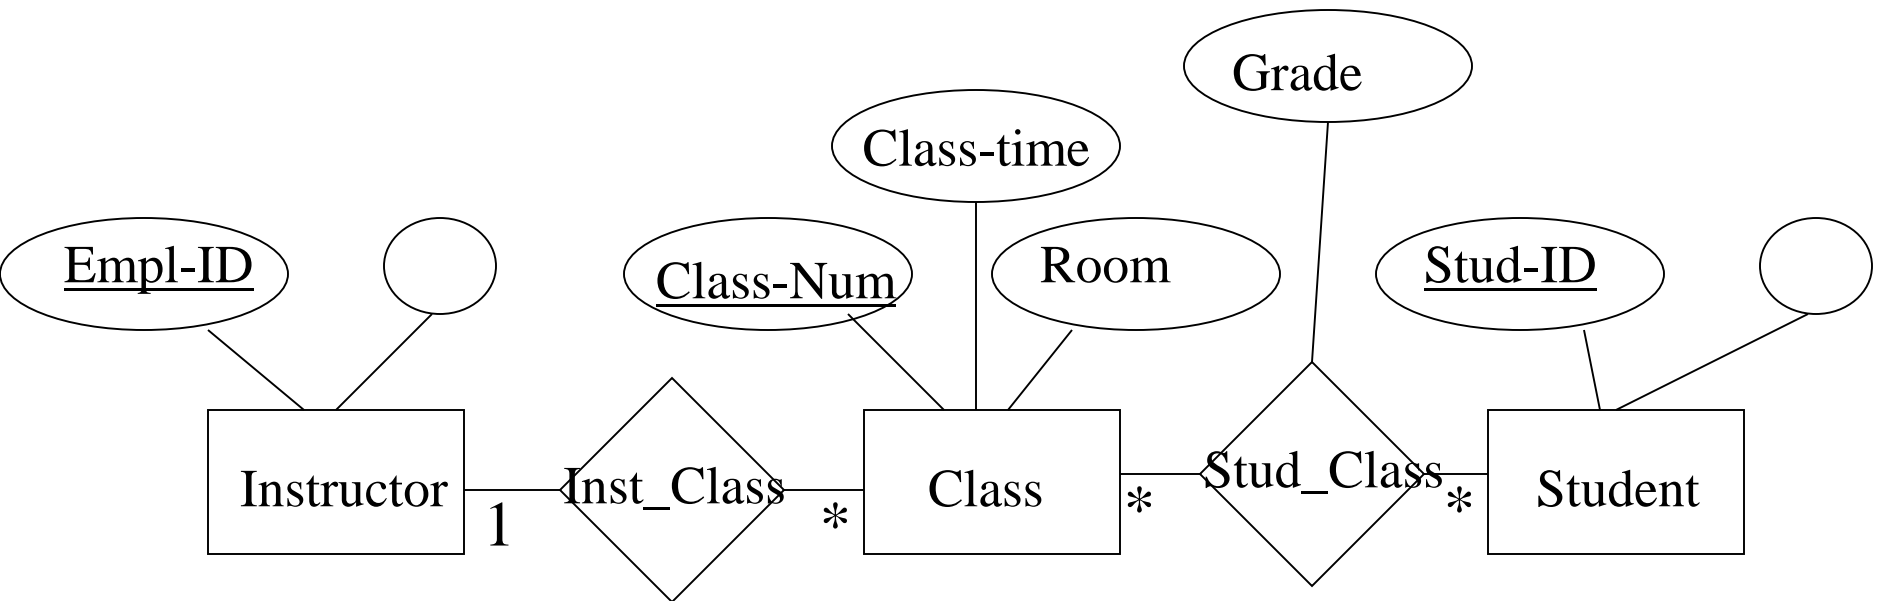 Grade
Class-time
Empl-ID
Class-Num
Room
Stud-ID
Instructor
Inst_Class
Class
Stud_Class
Student
1
*
*
*